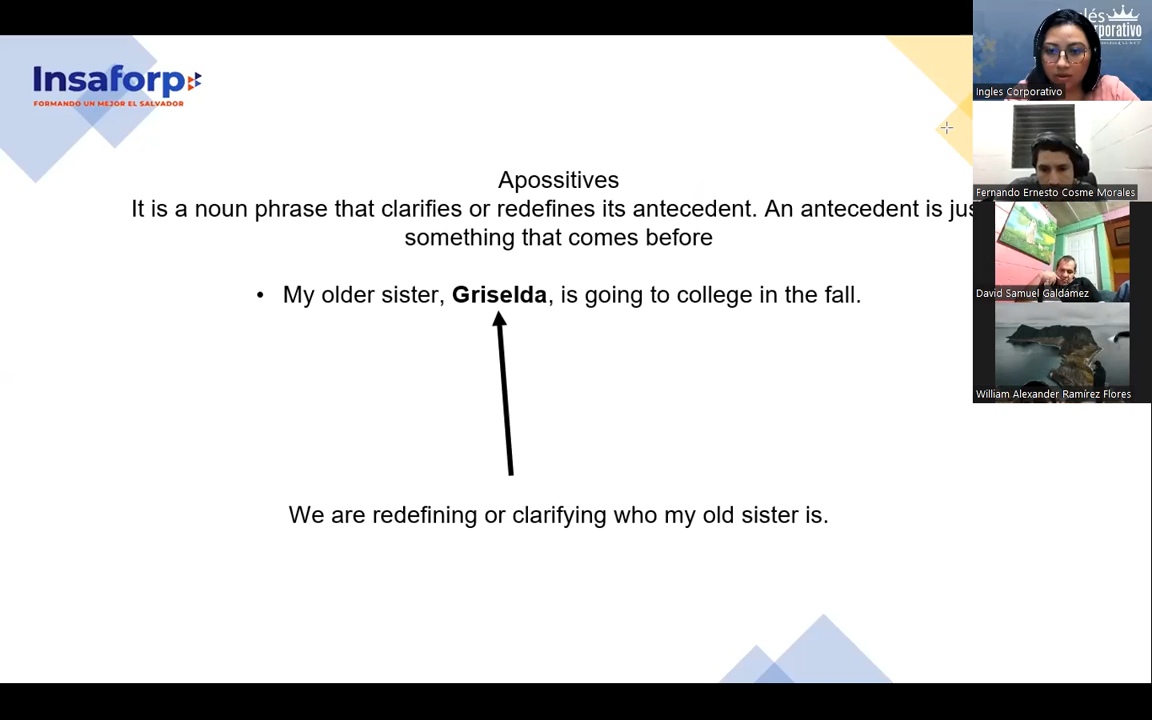 Insaforp
FORMANDO UN MEJOR EL SALVADOR
Apossitives
It is a noun phrase that clarifies or redefines its antecedent. An antecedent is
something that comes before
• My older sister, Griselda, is going to college in the fall.
We are redefining or clarifying who my old sister is.
Ingles Corporativo
Fernando Ernesto Cosme Morales
David Samuel Galdámez
William Alexander Ramírez Flores